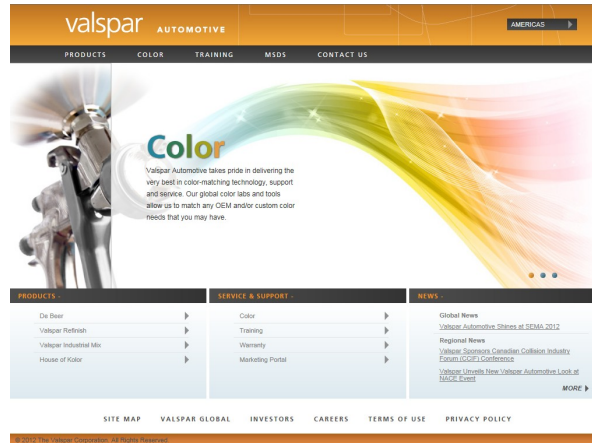 valspar AUTOMOTIVE
AMERICAS
PRODUCTS COLOR TRAINING MSDS CONTACT US
Color
Valspar Automotive takes pride in delivering the
very best in color-matching technology, support
and service. Our global color labs and tools
allow us to match any OEM and/or custom color
needs that you may have.
PRODUCTS -
De Beer
Valspar Refinish
Valspar Industrial Mix
House of Kolor
SERVICE & SUPPORT -
Color
Training
Warranty
Marketing Portal
NEWS -
Global News
Valspar Automotive Shines at SEMA 2012
Regional News
Valspar Sponsors Canadian Collision Industry
Forum (CCIF) Conference
Valspar Unveils New Valspar Automotive Look at
NACE Event
MORE
SITE MAP VALSPAR GLOBAL INVESTORS CAREERS TERMS OF USE PRIVACY POLICY
© 2012 The Valspar Corporation. All Rights Reserved.